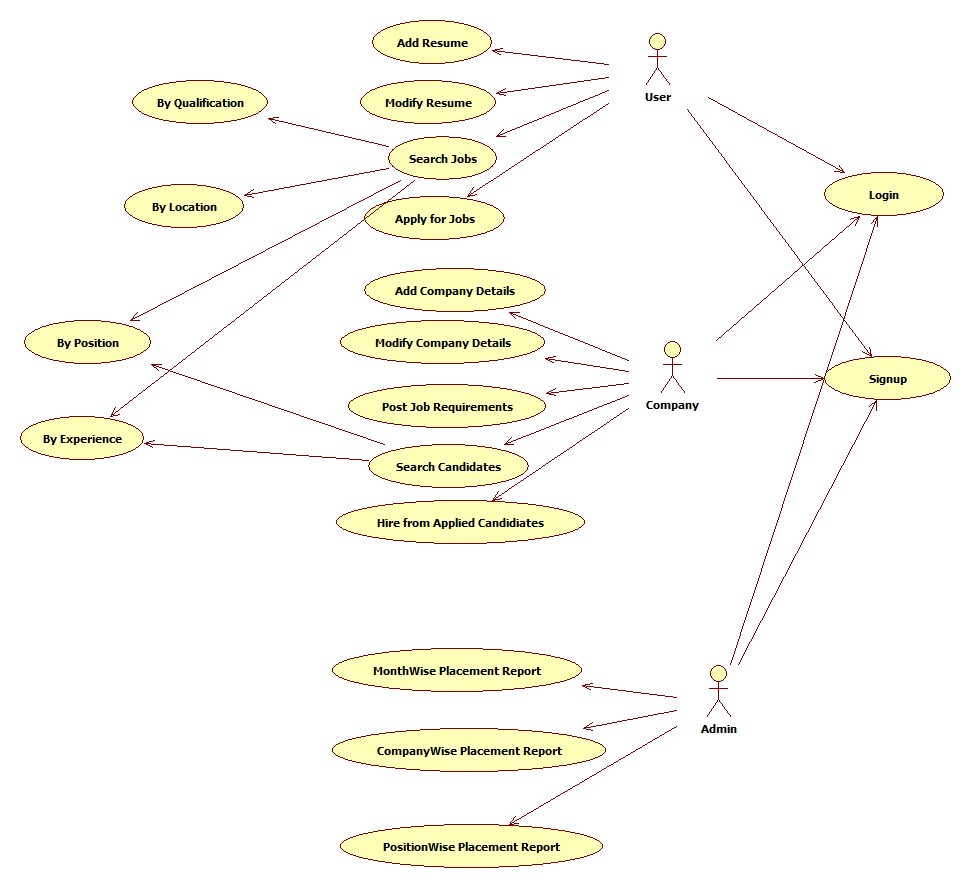 Add Resume
User
By Qualification
Modify Resume
Search Jobs
Login
By Location
Apply for Jobs
Add Company Details
By Position
Modify Company Details
Signup
Company
Post Job Requirements
By Experience
Search Candidates
Hire from Applied Candidiates
MonthWise Placement Report
Admin
CompanyWise Placement Report
PositionWise Placement Report